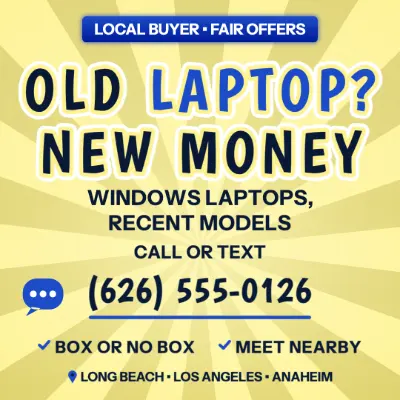 LOCAL BUYER • FAIR OFFERS
OLD LAPTOP?
NEW MONEY
WINDOWS LAPTOPS,
RECENT MODELS
CALL OR TEXT
(626) 555-0126
BOX OR NO BOX
MEET NEARBY
LONG BEACH • LOS ANGELES • ANAHEIM